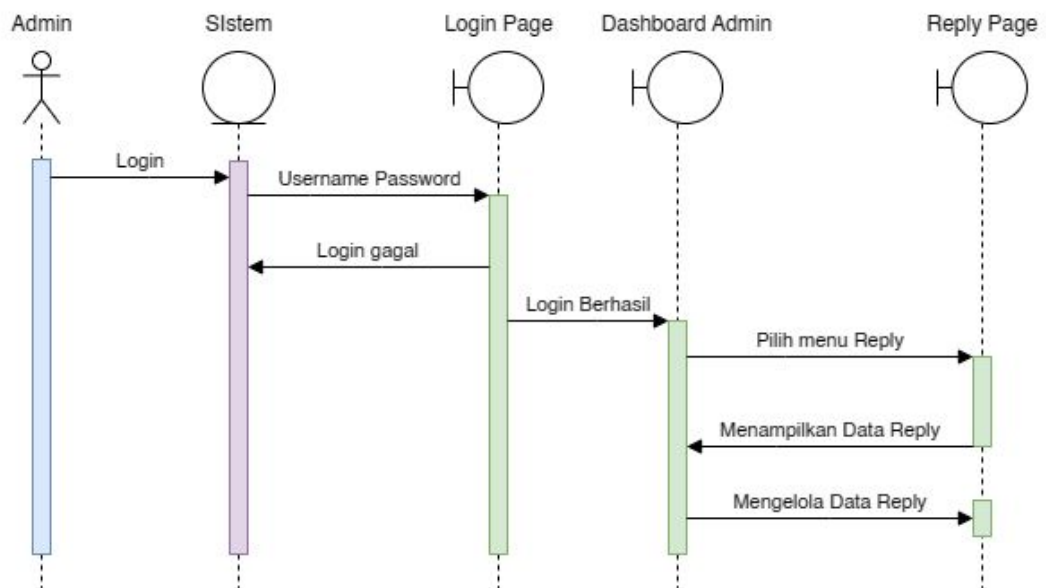 Admin
SIstem
Login Page
Dashboard Admin
Reply Page
Login
Username Password
Login gagal
Login Berhasil
Pilih menu Reply
Menampilkan Data Reply
Mengelola Data Reply